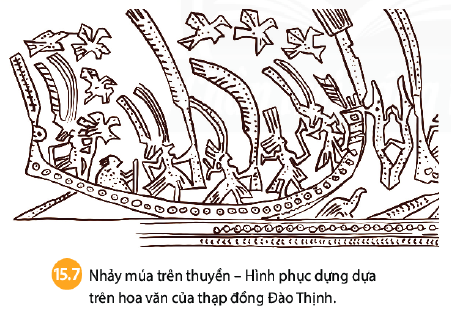 15.7 Nhảy múa trên thuyền – Hình phục dựng dựa
trên hoa văn của thạp đồng Đào Thịnh.